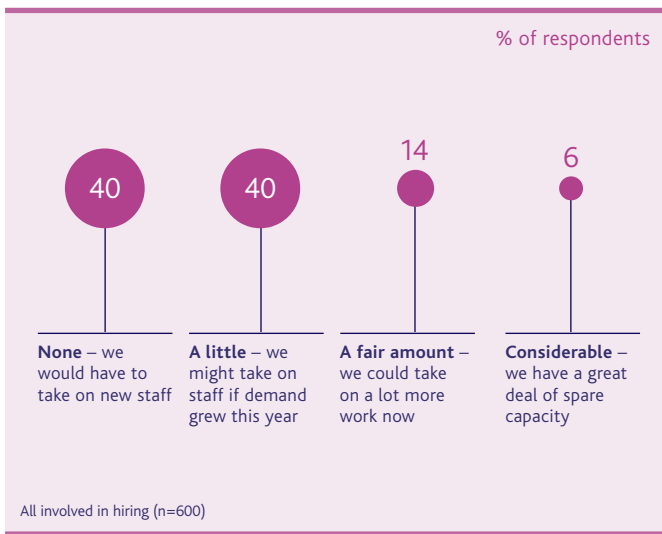 % of respondents
40
40
14
6
None – we
would have to
take on new staff
A little – we
might take on
staff if demand
grew this year
A fair amount –
we could take
on a lot more
work now
Considerable –
we have a great
deal of spare
capacity
All involved in hiring (n=600)